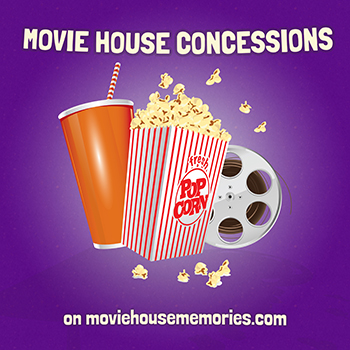 MOVIE HOUSE CONCESSIONS
fresh
POP
CORN
on moviehousememories.com